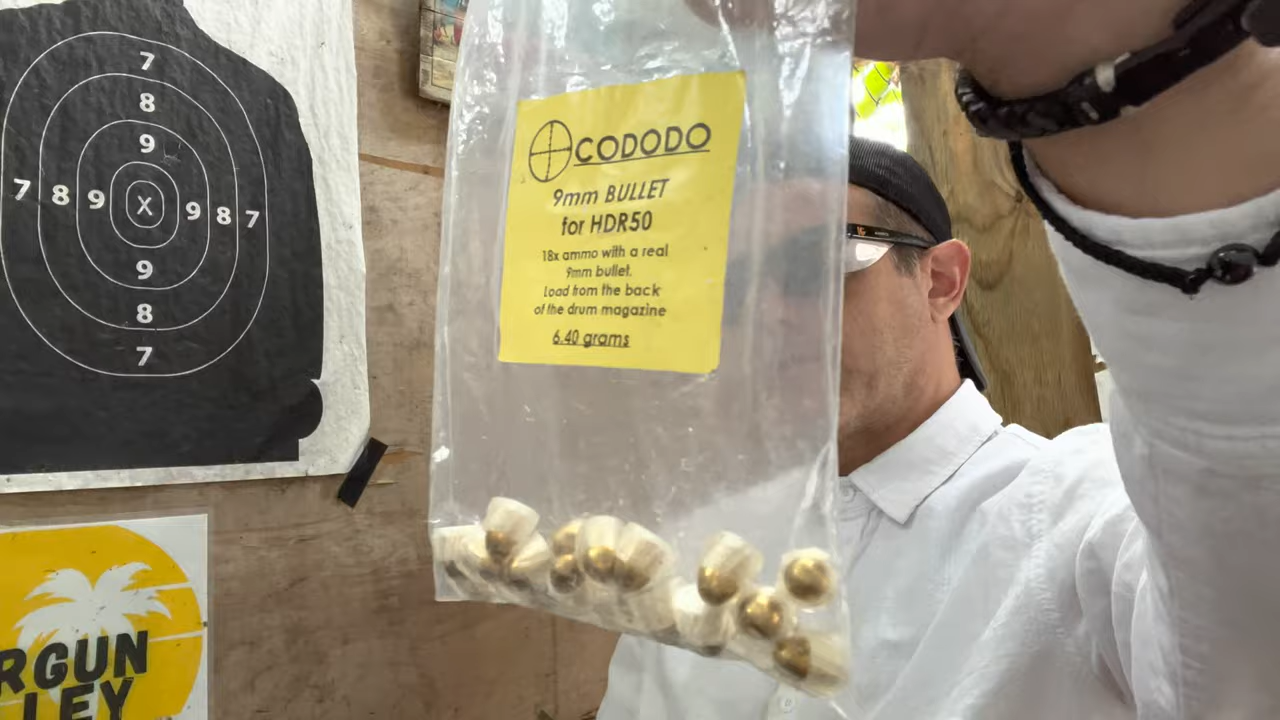 7
8
9
7 8 9 X 9 8 7
9
8
7
CODODO
9mm BULLET
for HDR50
18x ammo with a real
9mm bullet.
Load from the back
of the drum magazine
6.40 grams
RGUN
LEY